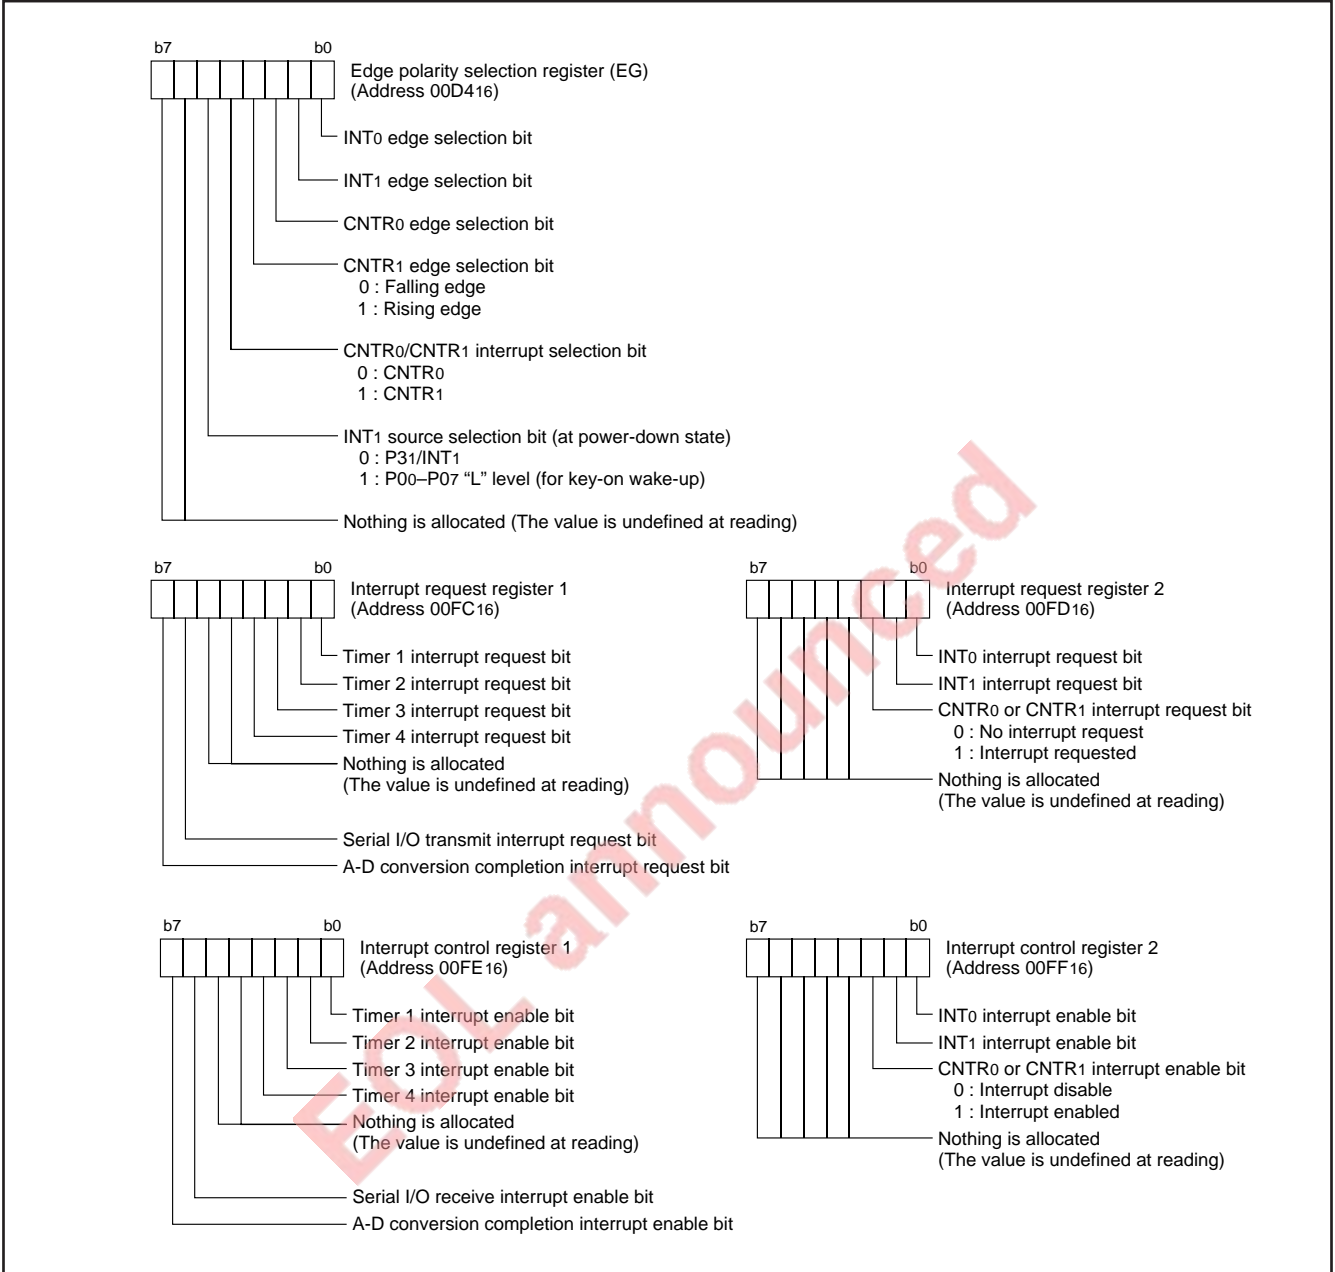 b7 b0
Edge polarity selection register (EG)
(Address 00D416)
INT0 edge selection bit
INT1 edge selection bit
CNTR0 edge selection bit
CNTR1 edge selection bit
0 : Falling edge
1 : Rising edge
CNTR0/CNTR1 interrupt selection bit
0 : CNTR0
1 : CNTR1
INT1 source selection bit (at power-down state)
0 : P31/INT1
1 : P00–P07 “L” level (for key-on wake-up)
Nothing is allocated (The value is undefined at reading)
b7 b0
Interrupt request register 1
(Address 00FC16)
Timer 1 interrupt request bit
Timer 2 interrupt request bit
Timer 3 interrupt request bit
Timer 4 interrupt request bit
Nothing is allocated
(The value is undefined at reading)
Serial I/O transmit interrupt request bit
A-D conversion completion interrupt request bit
b7 b0
Interrupt request register 2
(Address 00FD16)
INT0 interrupt request bit
INT1 interrupt request bit
CNTR0 or CNTR1 interrupt request bit
0 : No interrupt request
1 : Interrupt requested
Nothing is allocated
(The value is undefined at reading)
b7 b0
Interrupt control register 1
(Address 00FE16)
Timer 1 interrupt enable bit
Timer 2 interrupt enable bit
Timer 3 interrupt enable bit
Timer 4 interrupt enable bit
Nothing is allocated
(The value is undefined at reading)
Serial I/O receive interrupt enable bit
A-D conversion completion interrupt enable bit
b7 b0
Interrupt control register 2
(Address 00FF16)
INT0 interrupt enable bit
INT1 interrupt enable bit
CNTR0 or CNTR1 interrupt enable bit
0 : Interrupt disable
1 : Interrupt enabled
Nothing is allocated
(The value is undefined at reading)
EOL announced